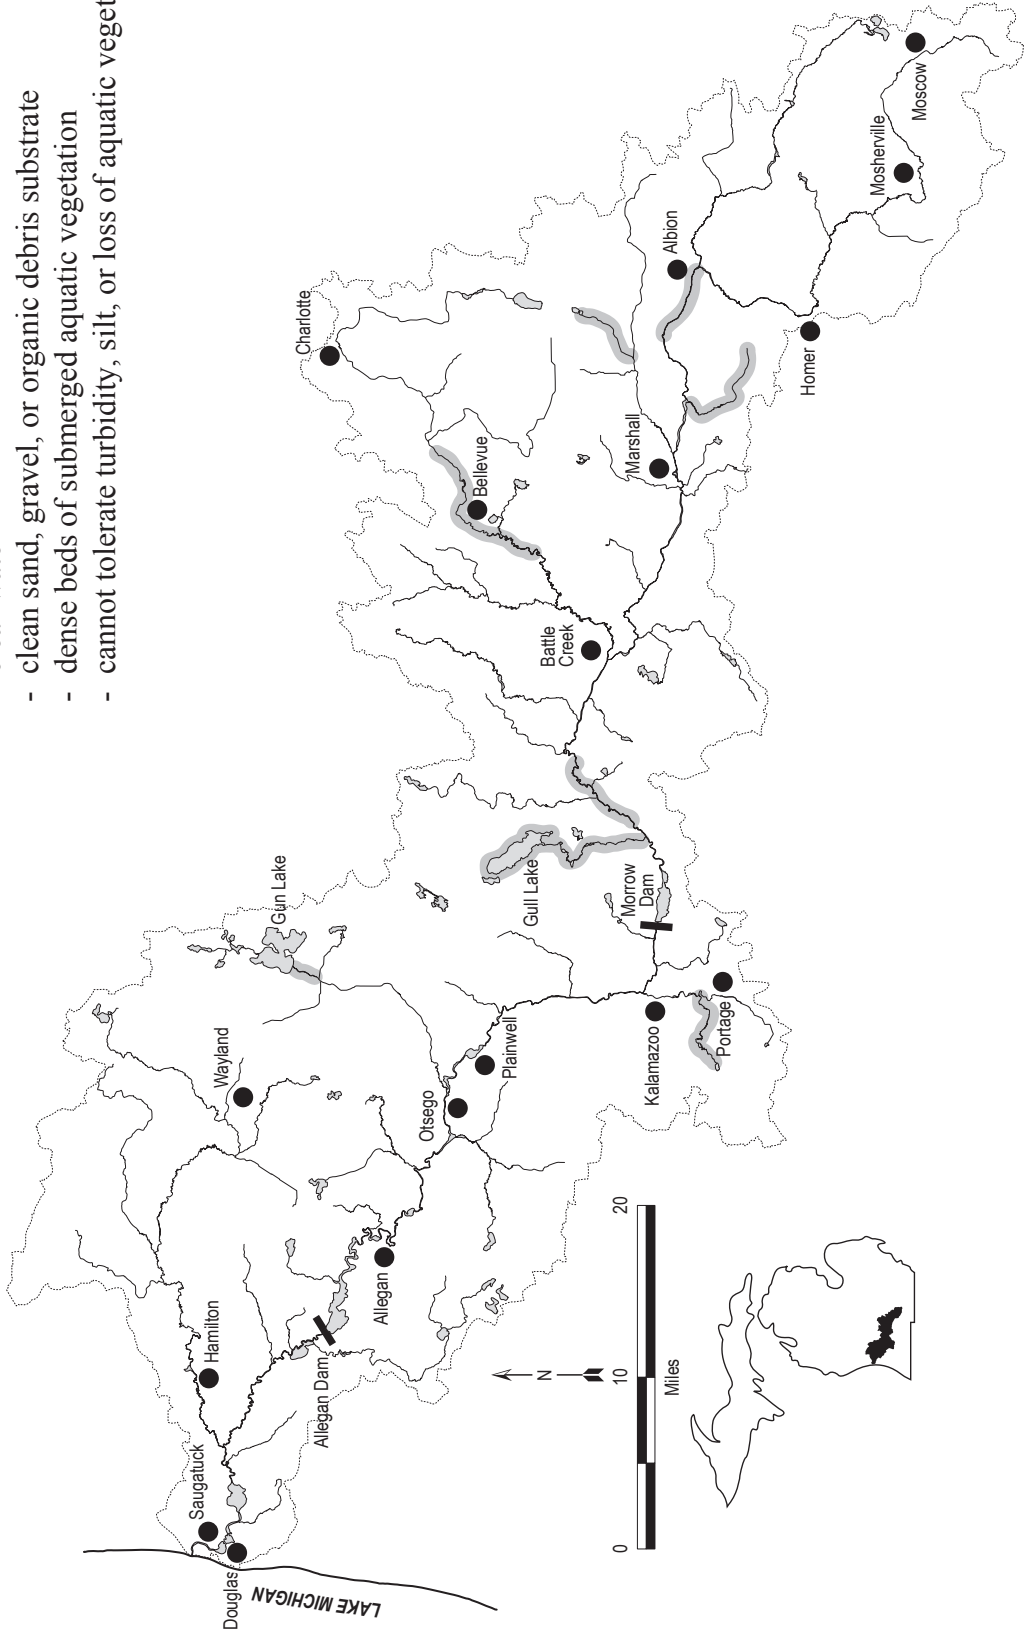 - clean sand, gravel, or organic debris substrate
- dense beds of submerged aquatic vegetation
- cannot tolerate turbidity, silt, or loss of aquatic
Charlotte
Bellevue
Albion
Moscow
Mosherville
Homer
Marshall
Battle
Creek
Gun Lake
Gull Lake
Morrow
Dam
Wayland
Plainwell
Otsego
Kalamazoo
Portage
Hamilton
Allegan
Allegan Dam
Saugatuck
Douglas
LAKE MICHIGAN
N
0
10
20
Miles